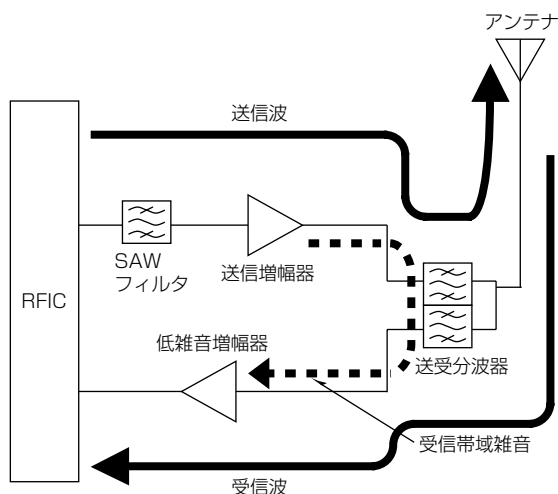 アンテナ
送信波
SAW
フィルタ
送信増幅器
RFIC
低雑音増幅器
送受分波器
受信帯域雑音
受信波